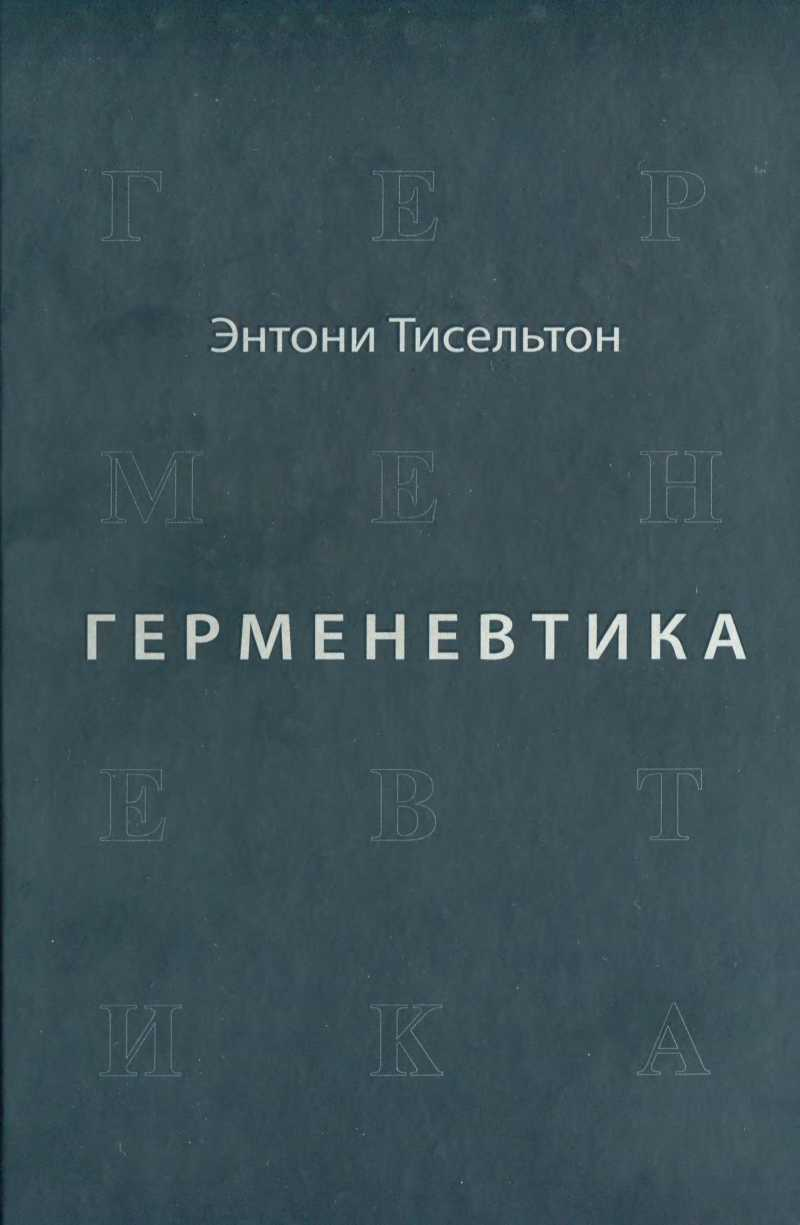 Г Е Р
Энтони Тисельтон
М Е Н
ГЕРМЕНЕВТИКА
Е В Т
И К А